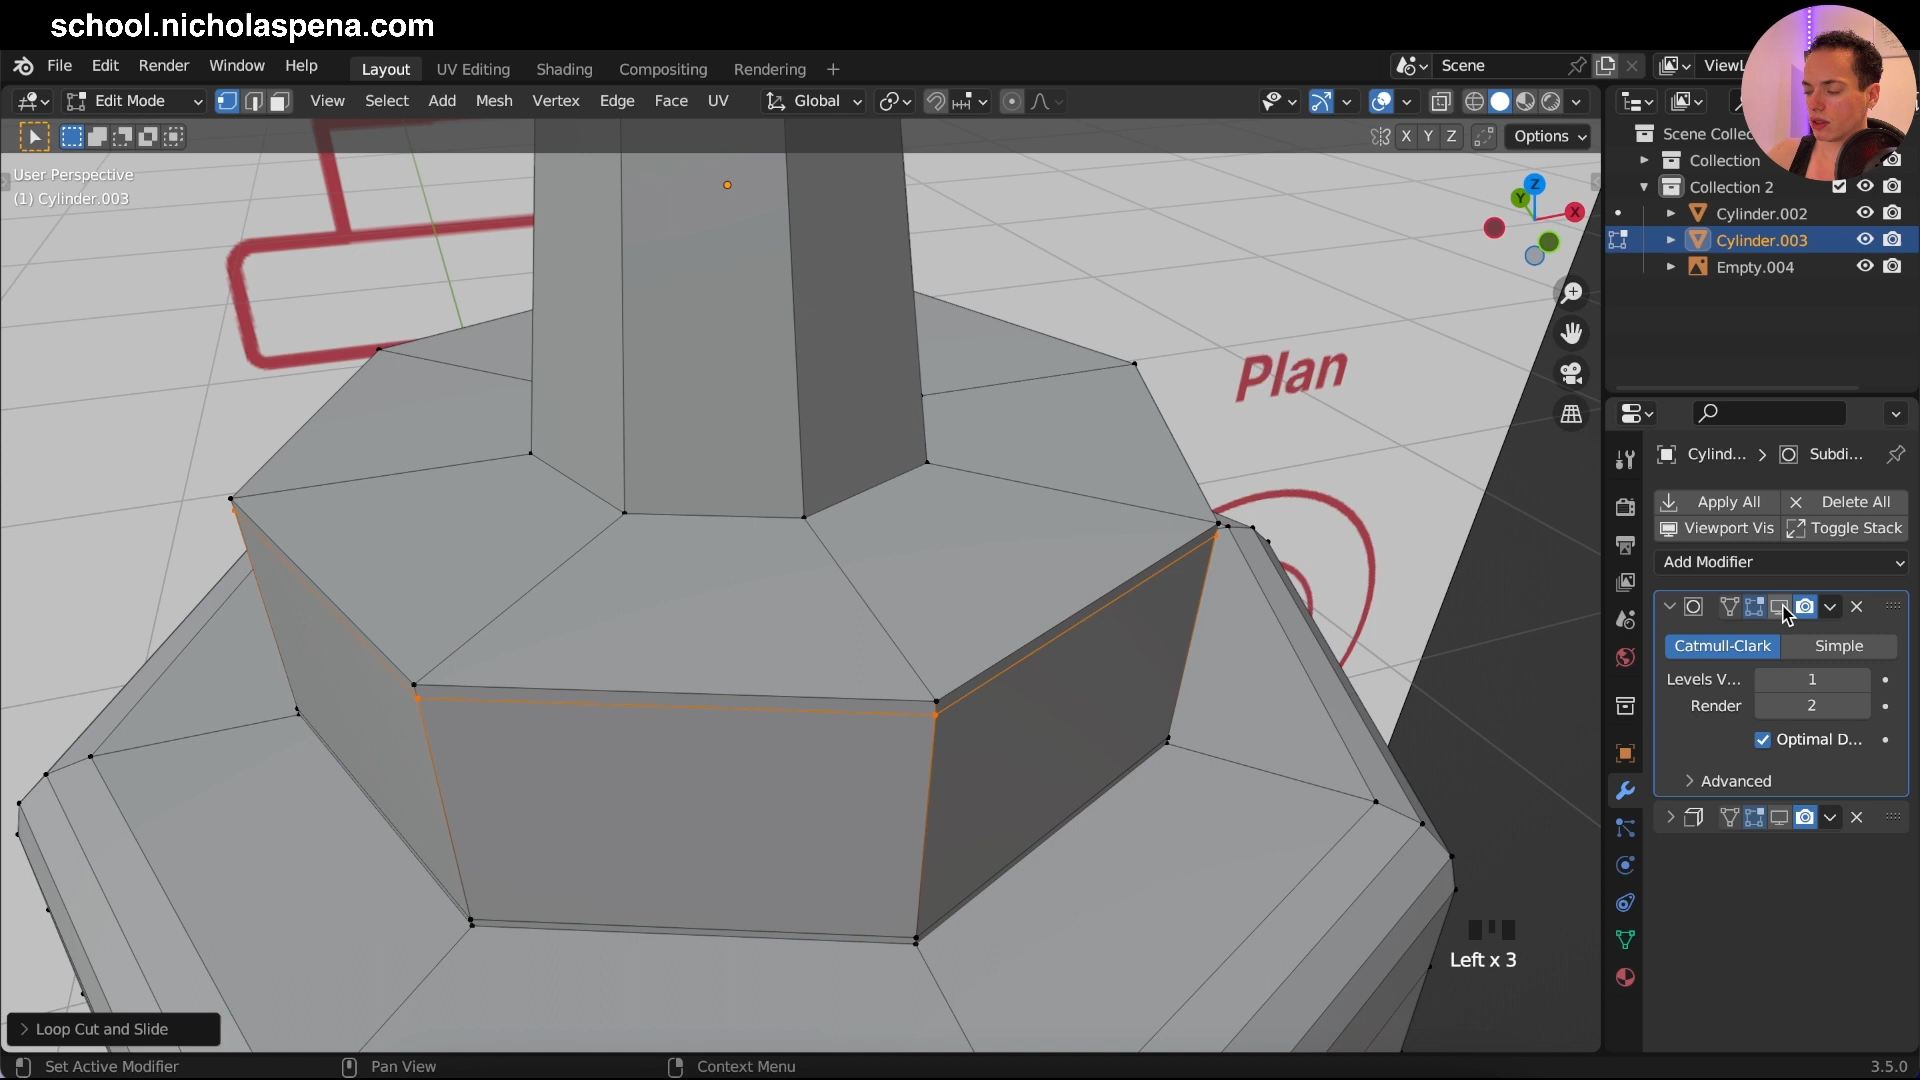 school.nicholaspena.com
File Edit Render Window Help Layout UV Editing Shading Compositing Rendering + Scene
Edit Mode View Select Add Mesh Vertex Edge Face UV Global
X Y Z Options
User Perspective
(1) Cylinder.003
Z
Y
X
Scene Collec
Collection
Collection 2
Cylinder.002
Cylinder.003
Empty.004
Plan
Cylind... Subdi...
Apply All Delete All
Viewport Vis Toggle Stack
Add Modifier
Catmull-Clark Simple
Levels V... 1
Render 2
Optimal D...
Advanced
Left x 3
Loop Cut and Slide
Set Active Modifier Pan View Context Menu 3.5.0